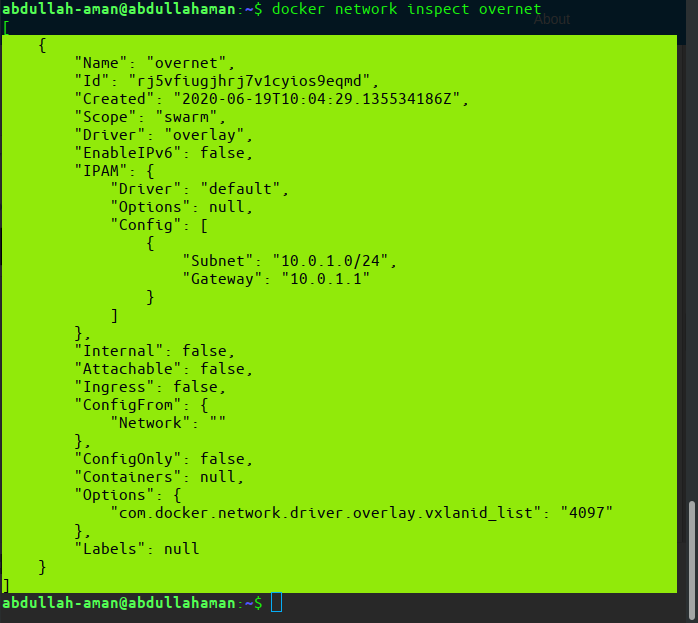 abdullah-aman@abdullahaman:~$ docker network inspect overnet
About
[
    {
        "Name": "overnet",
        "Id": "rj5vfiugjhrj7v1cyios9eqmd",
        "Created": "2020-06-19T10:04:29.135534186Z",
        "Scope": "swarm",
        "Driver": "overlay",
        "EnableIPv6": false,
        "IPAM": {
            "Driver": "default",
            "Options": null,
            "Config": [
                {
                    "Subnet": "10.0.1.0/24",
                    "Gateway": "10.0.1.1"
                }
            ]
        },
        "Internal": false,
        "Attachable": false,
        "Ingress": false,
        "ConfigFrom": {
            "Network": ""
        },
        "ConfigOnly": false,
        "Containers": null,
        "Options": {
            "com.docker.network.driver.overlay.vxlanid_list": "4097"
        },
        "Labels": null
    }
]
abdullah-aman@abdullahaman:~$